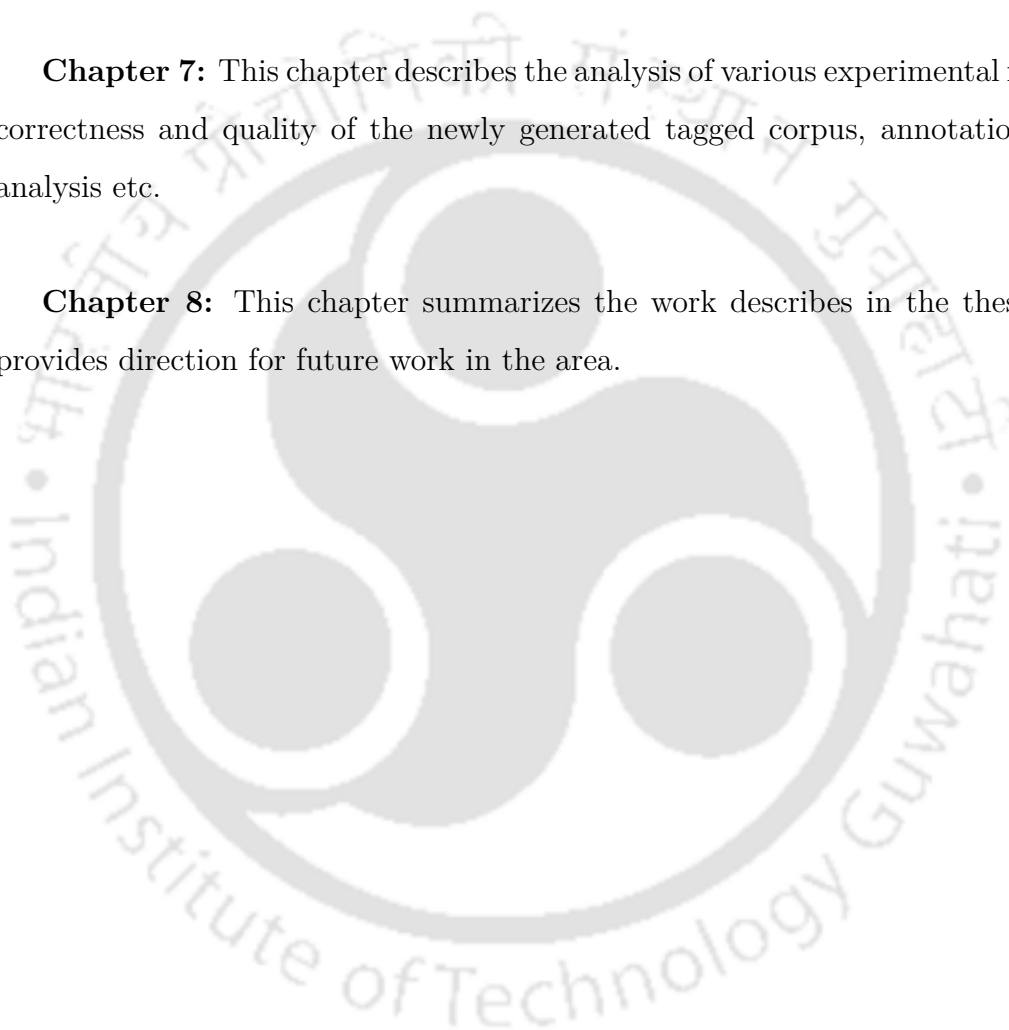 Chapter 7: This chapter describes the analysis of various experimental
correctness and quality of the newly generated tagged corpus,
analysis etc.
Chapter 8: This chapter summarizes the work describes in the
provides direction for future work in the area.
भारतीय प्रौद्योगिकी संस्थान गुवाहाटी
• Indian Institute of Technology Guwahati •